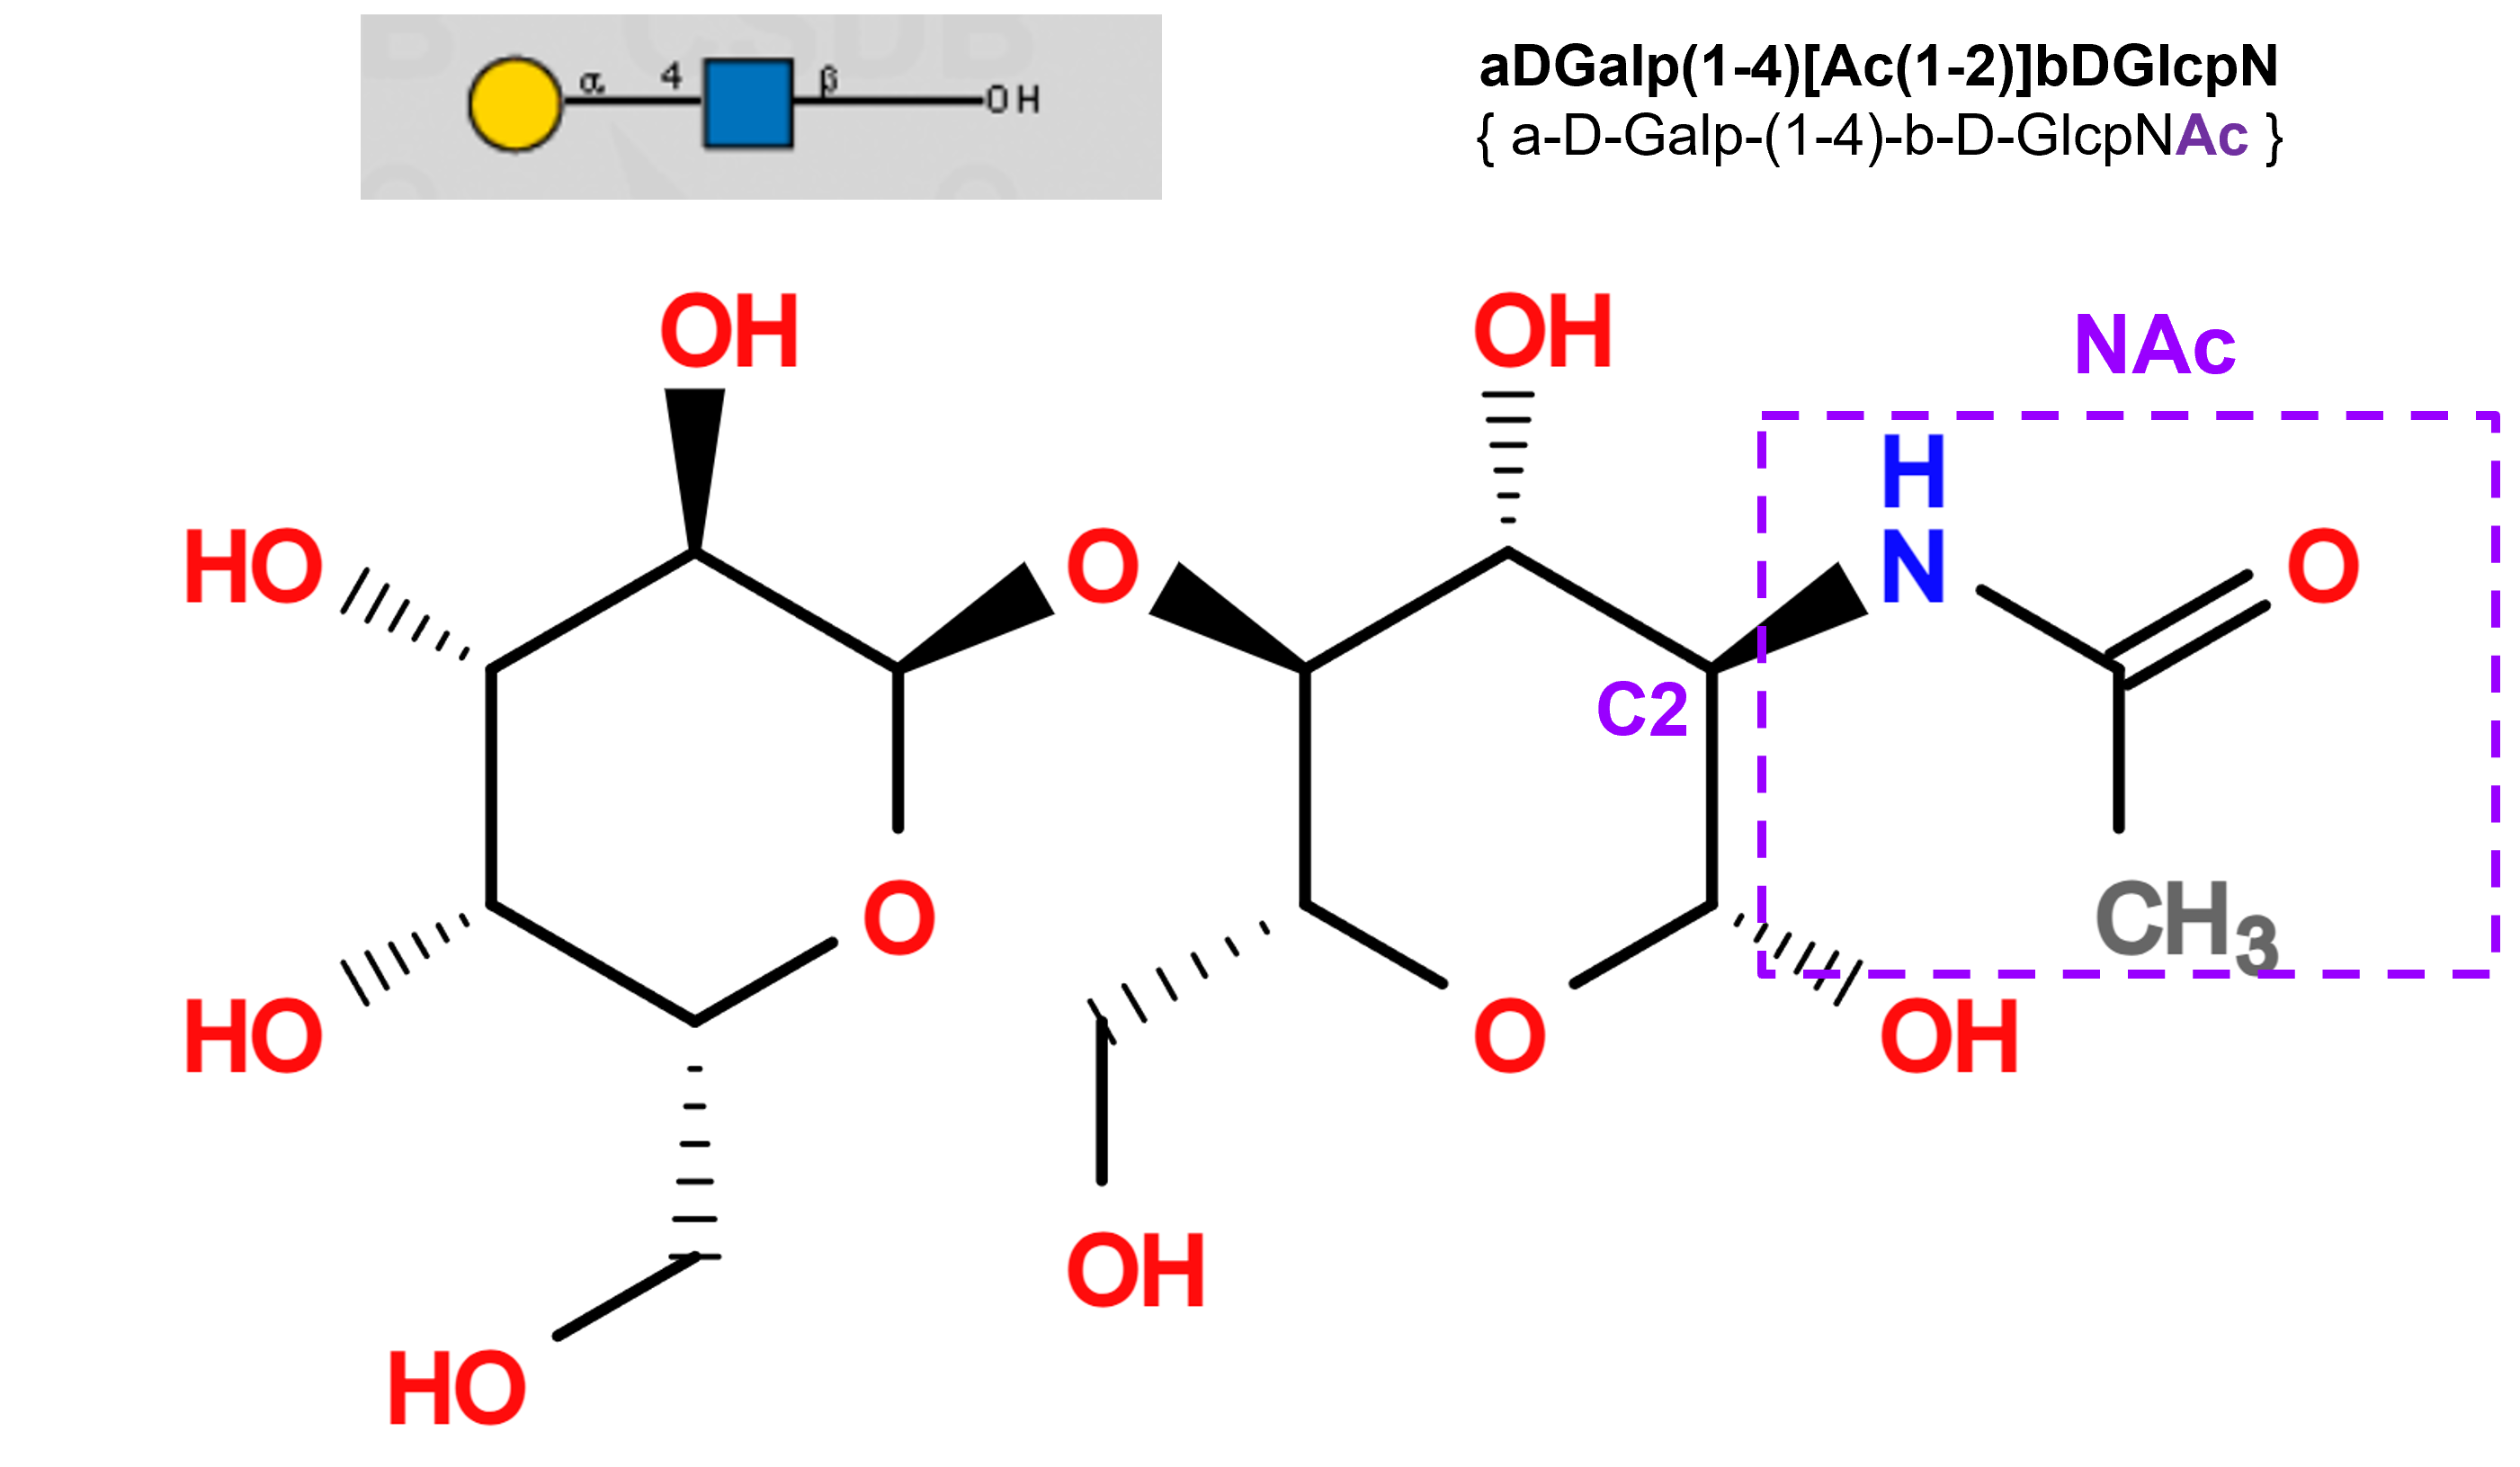 α 4 β OH
aDGalp(1-4)[Ac(1-2)]bDGlcpN
{ a-D-Galp-(1-4)-b-D-GlcpNAc }
OH OH
NAc
H
HO O N O
C2
O CH3
HO O OH
OH
HO